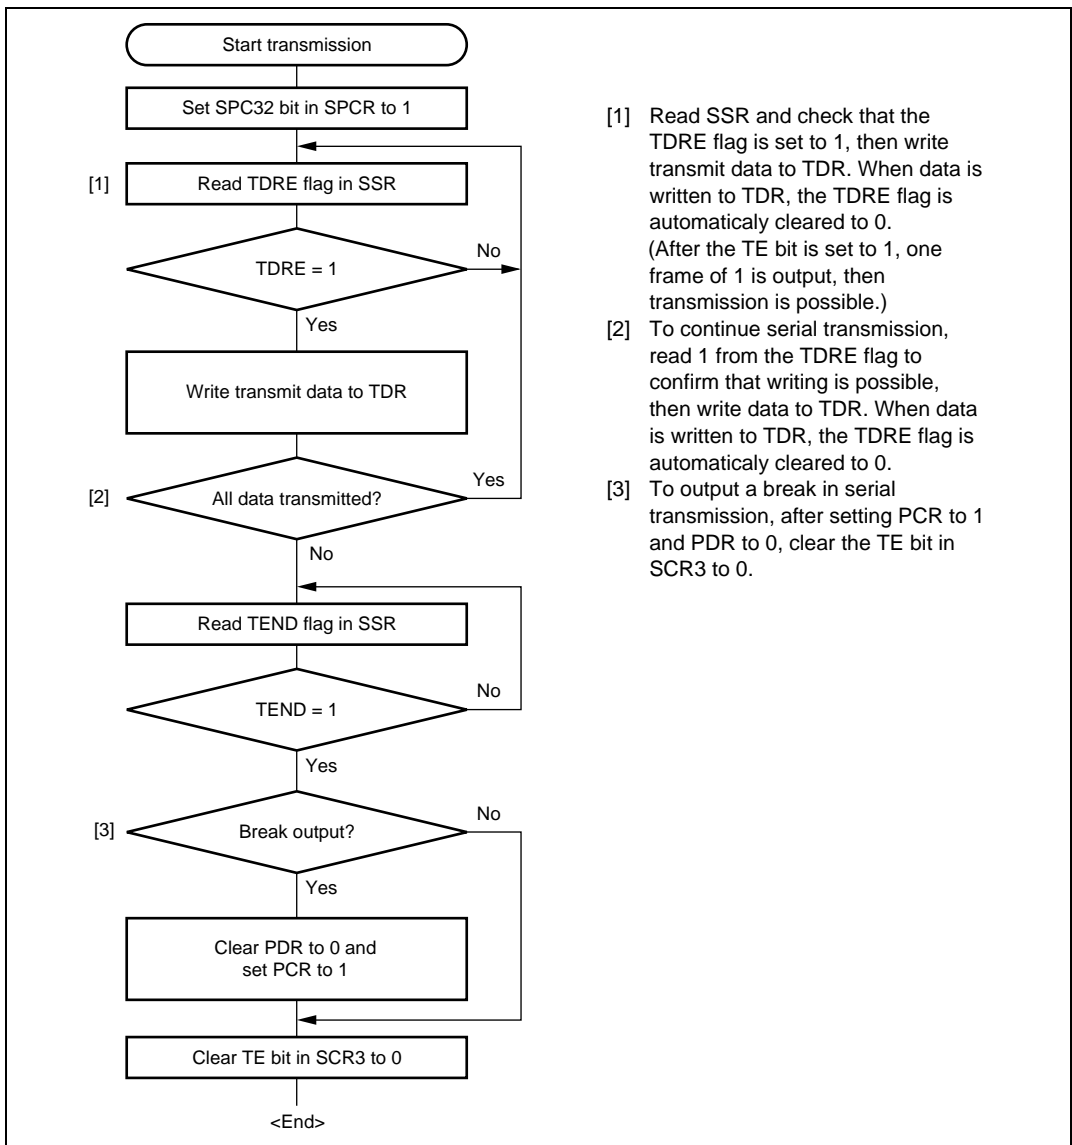 Start transmission
Set SPC32 bit in SPCR to 1
[1]
Read TDRE flag in SSR
TDRE = 1
No
Yes
Write transmit data to TDR
[2]
All data transmitted?
Yes
No
Read TEND flag in SSR
TEND = 1
No
Yes
[3]
Break output?
No
Yes
Clear PDR to 0 and
set PCR to 1
Clear TE bit in SCR3 to 0
<End>
[1] Read SSR and check that the
TDRE flag is set to 1, then write
transmit data to TDR. When data is
written to TDR, the TDRE flag is
automaticaly cleared to 0.
(After the TE bit is set to 1, one
frame of 1 is output, then
transmission is possible.)
[2] To continue serial transmission,
read 1 from the TDRE flag to
confirm that writing is possible,
then write data to TDR. When data
is written to TDR, the TDRE flag is
automaticaly cleared to 0.
[3] To output a break in serial
transmission, after setting PCR to 1
and PDR to 0, clear the TE bit in
SCR3 to 0.